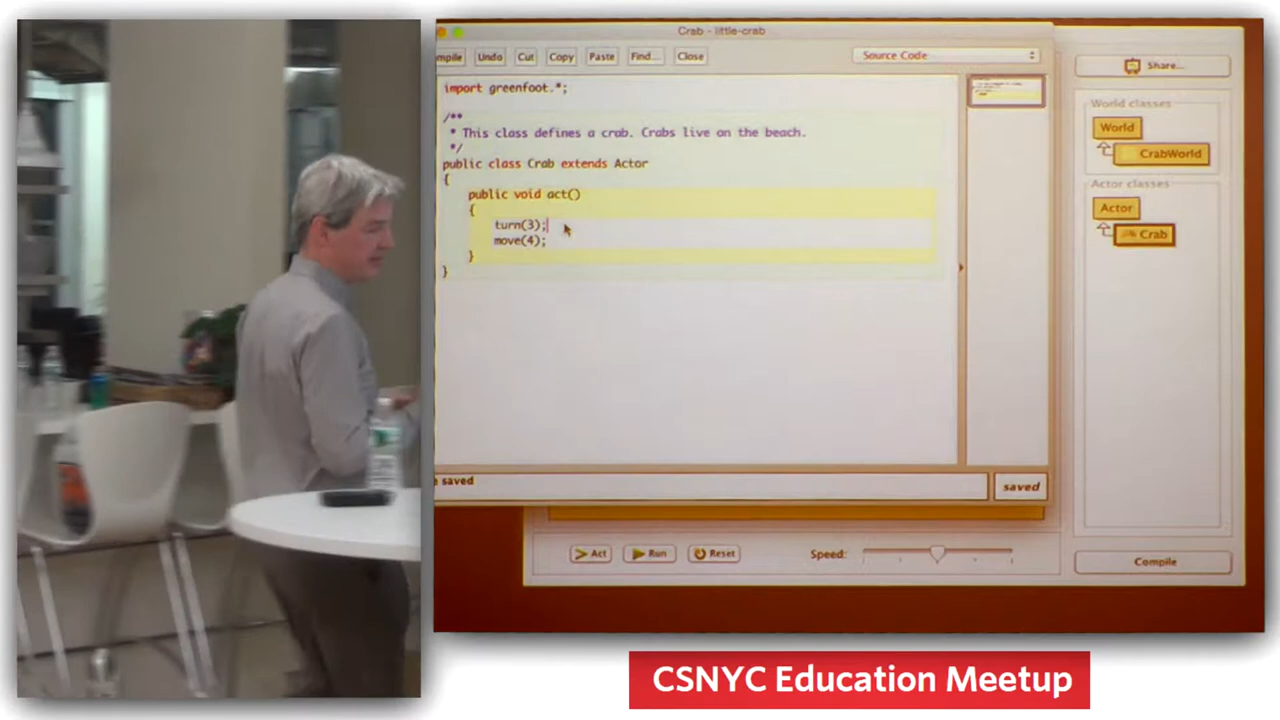 Crab - little-crab
mpile Undo Cut Copy Paste Find... Close Source Code
import greenfoot.*;
/**
* This class defines a crab. Crabs live on the beach.
*/
public class Crab extends Actor
{
public void act()
{
turn(3);
move(4);
}
}
saved
saved
Share...
World classes
World
CrabWorld
Actor classes
Actor
Crab
Act Run Reset Speed:
Compile
CSNYC Education Meetup